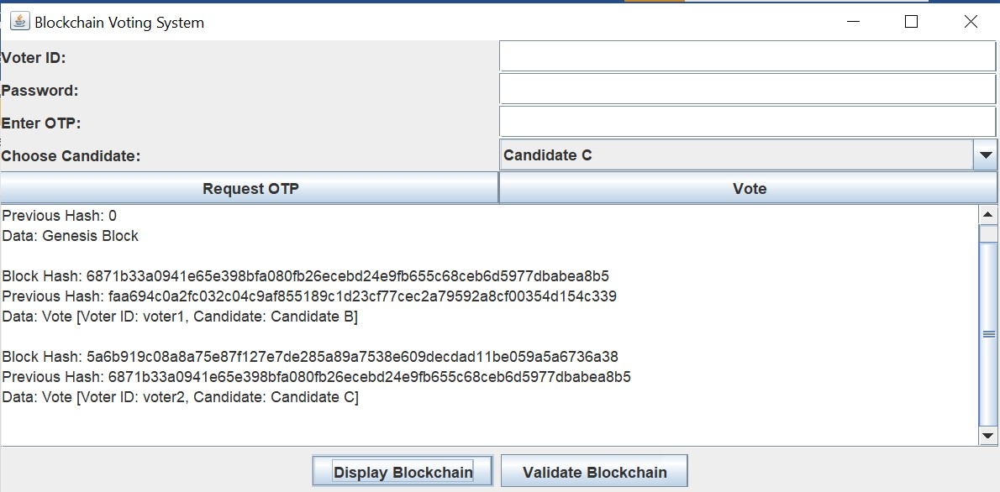 Blockchain Voting System
Voter ID:
Password:
Enter OTP:
Choose Candidate: Candidate C
Request OTP Vote
Previous Hash: 0
Data: Genesis Block
Block Hash: 6871b33a0941e65e398bfa080fb26ecebd24e9fb655c68ceb6d5977dbabea8b5
Previous Hash: faa694c0a2fc032c04c9af855189c1d23cf77cec2a79592a8cf00354d154c339
Data: Vote [Voter ID: voter1, Candidate: Candidate B]
Block Hash: 5a6b919c08a8a75e87f127e7de285a89a7538e609decdad11be059a5a6736a38
Previous Hash: 6871b33a0941e65e398bfa080fb26ecebd24e9fb655c68ceb6d5977dbabea8b5
Data: Vote [Voter ID: voter2, Candidate: Candidate C]
Display Blockchain Validate Blockchain